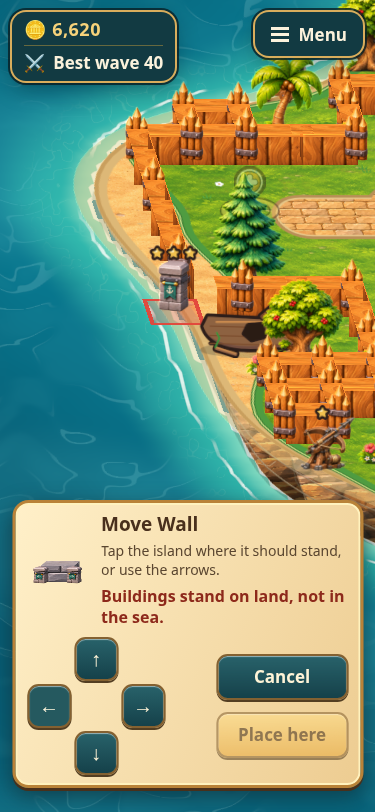 6,620
Best wave 40
Menu
Move Wall
Tap the island where it should stand,
or use the arrows.
Buildings stand on land, not in
the sea.
↑
← →
↓
Cancel
Place here